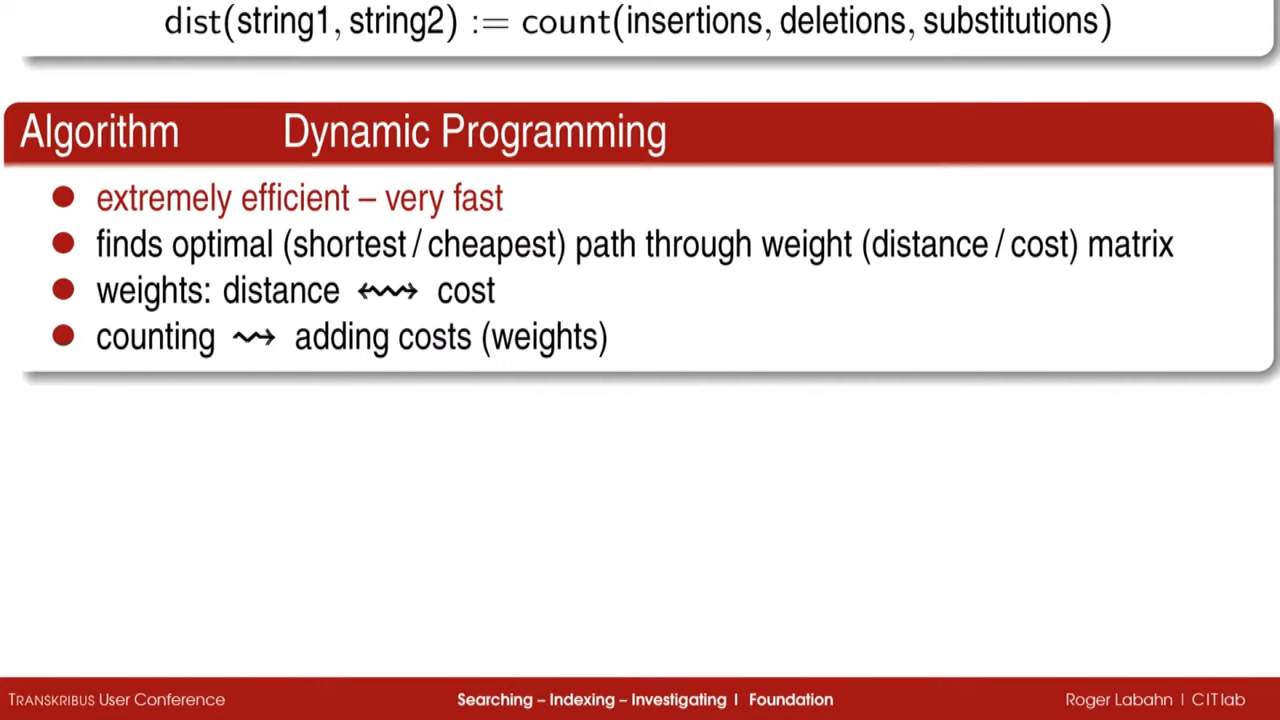 dist(string1, string2) := count(insertions, deletions, substitutions)
Algorithm Dynamic Programming
● extremely efficient – very fast
● finds optimal (shortest / cheapest) path through weight (distance / cost) matrix
● weights: distance ↭ cost
● counting ⇝ adding costs (weights)
TRANSKRIBUS User Conference Searching – Indexing – Investigating | Foundation Roger Labahn | CITlab